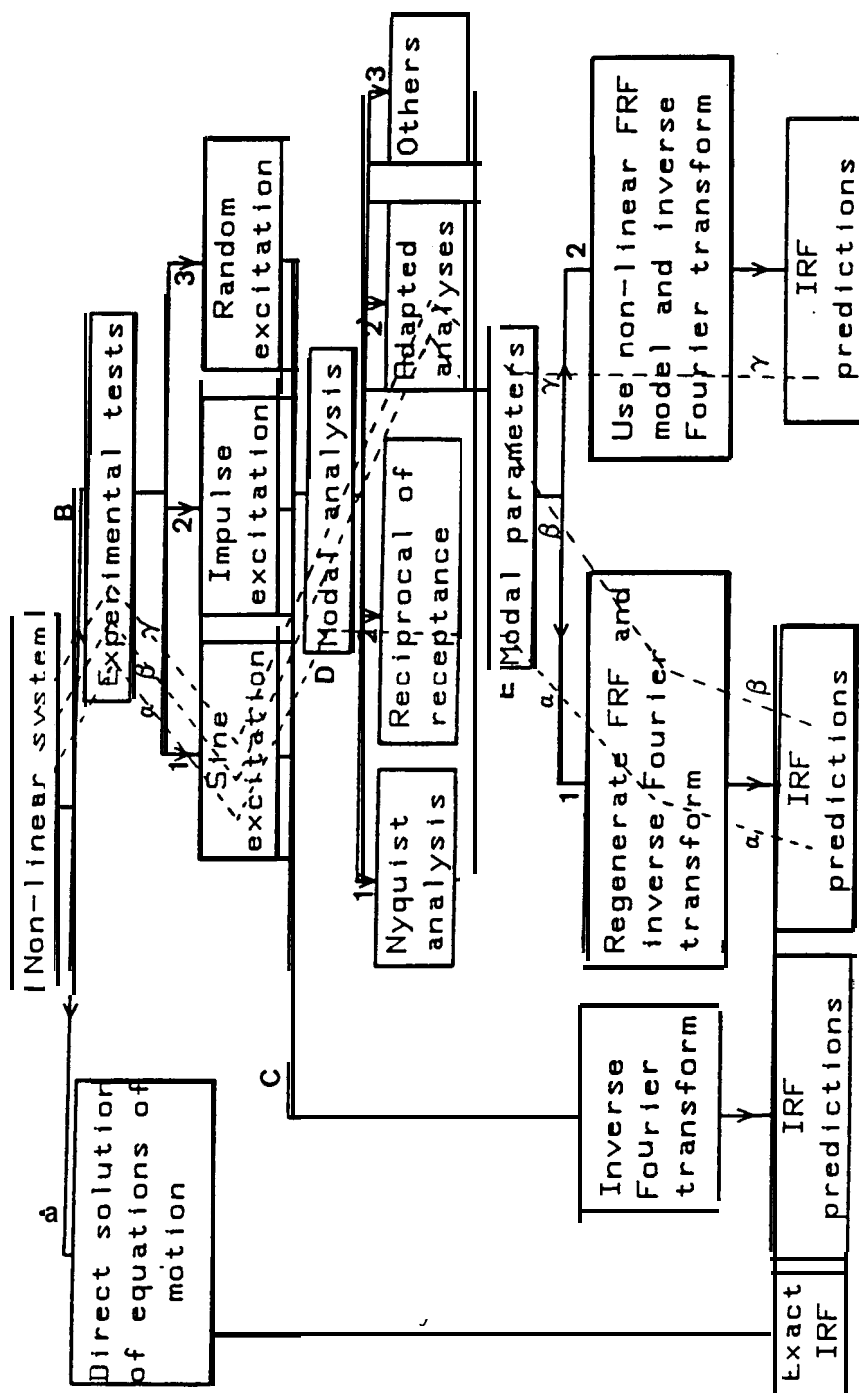 Non-linear system
a
B
Direct solution
of equations of
motion
Experimental tests
α
β
γ
1
2
3
Sine
excitation
Impulse
excitation
Random
excitation
C
D
Modal analysis
1
2
2
3
Nyquist
analysis
Reciprocal of
receptance
Adapted
analyses
Others
E
Modal parameters
α
β
γ
1
2
Inverse
Fourier
transform
Regenerate FRF and
inverse Fourier
transform
Use non-linear FRF
model and inverse
Fourier transform
α
β
γ
Exact
IRF
IRF
predictions
IRF
predictions
IRF
predictions